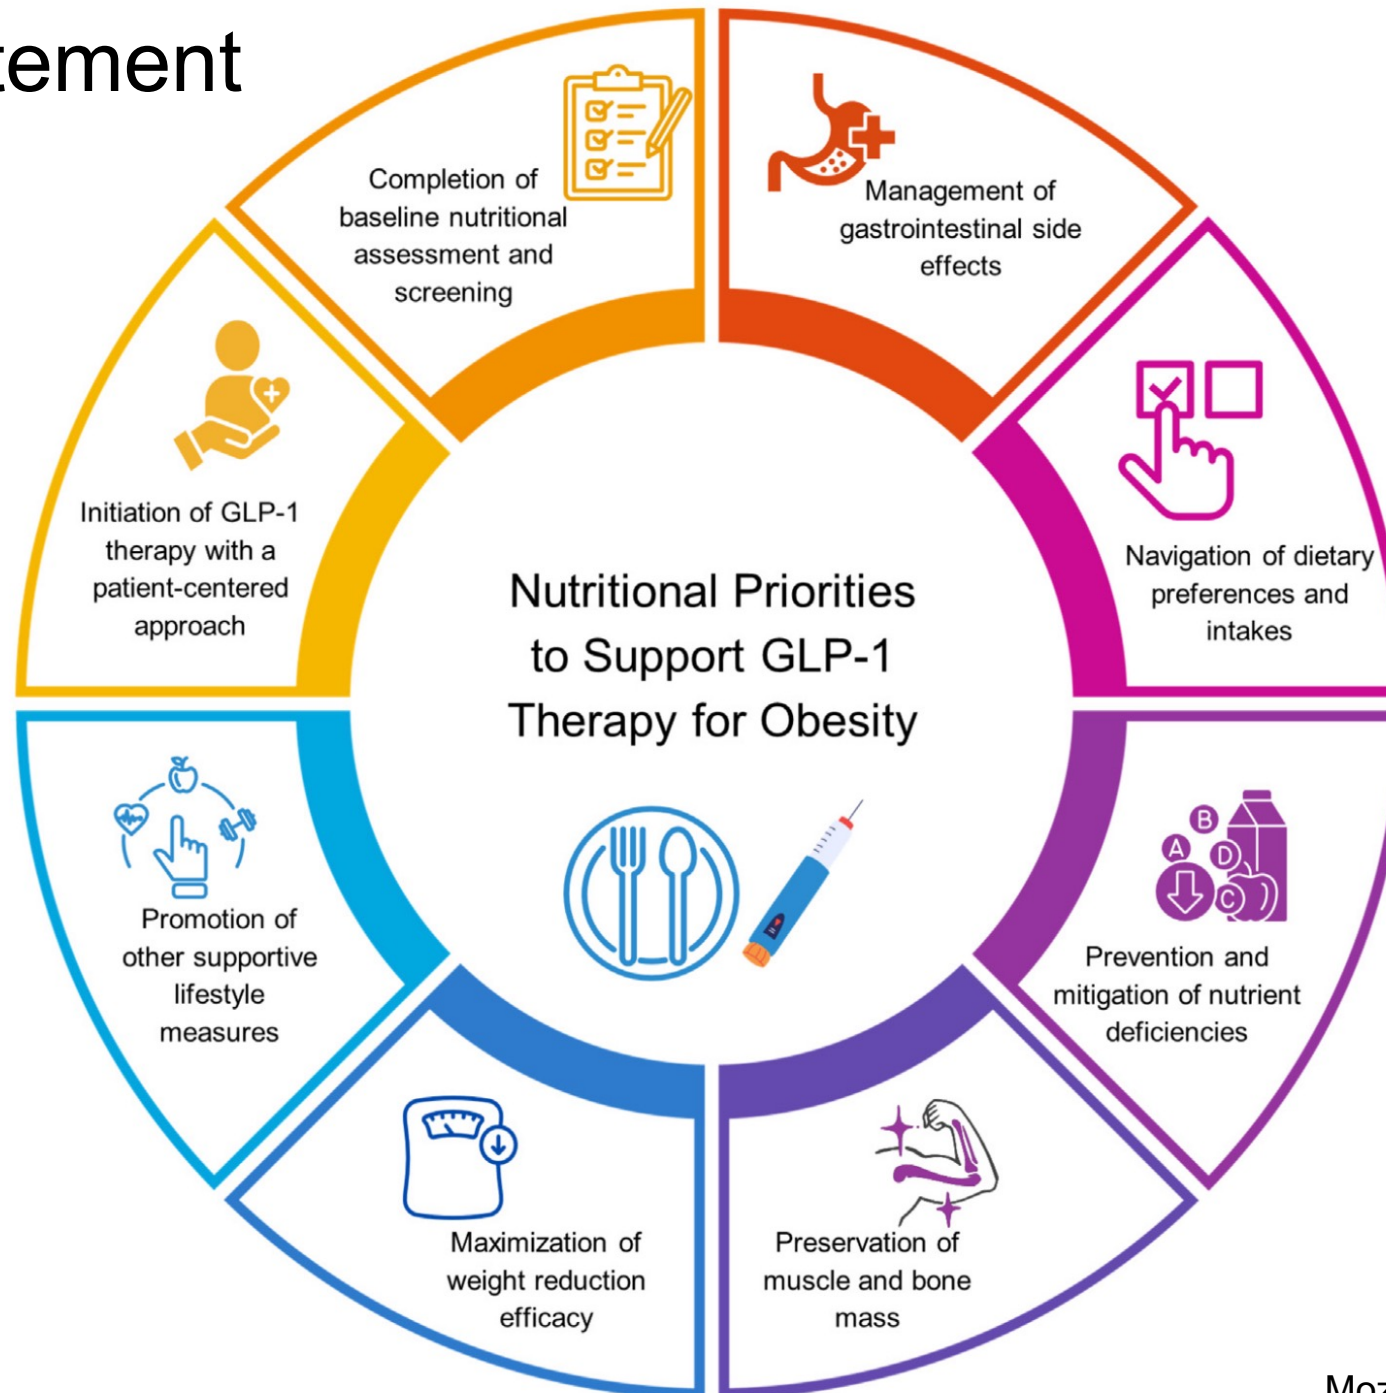 tement
Completion of
baseline nutritional
assessment and
screening
Management of
gastrointestinal side
effects
Initiation of GLP-1
therapy with a
patient-centered
approach
Navigation of dietary
preferences and
intakes
Nutritional Priorities
to Support GLP-1
Therapy for Obesity
Promotion of
other supportive
lifestyle
measures
B
A
D
C
Prevention and
mitigation of nutrient
deficiencies
Maximization of
weight reduction
efficacy
Preservation of
muscle and bone
mass
Moz